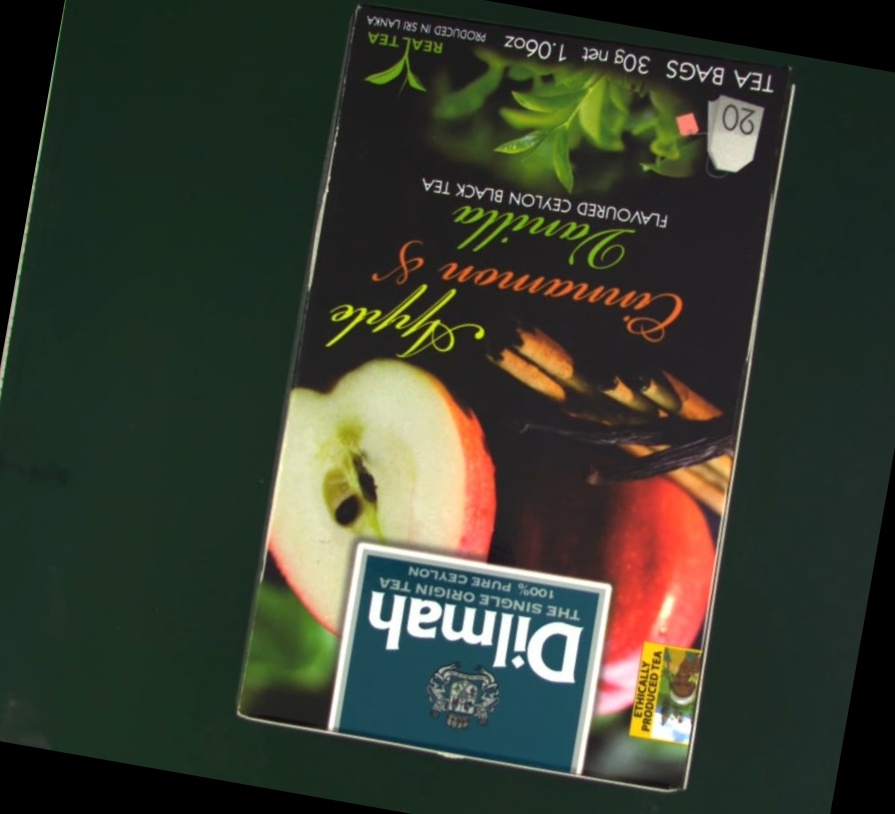 Dilmah
THE SINGLE ORIGIN TEA
100% PURE CEYLON
ETHICALLY
PRODUCED TEA
Apple
Cinnamon &
Vanilla
FLAVOURED CEYLON BLACK TEA
20
TEA BAGS 30g net 1.06oz
REAL TEA
PRODUCED IN SRI LANKA